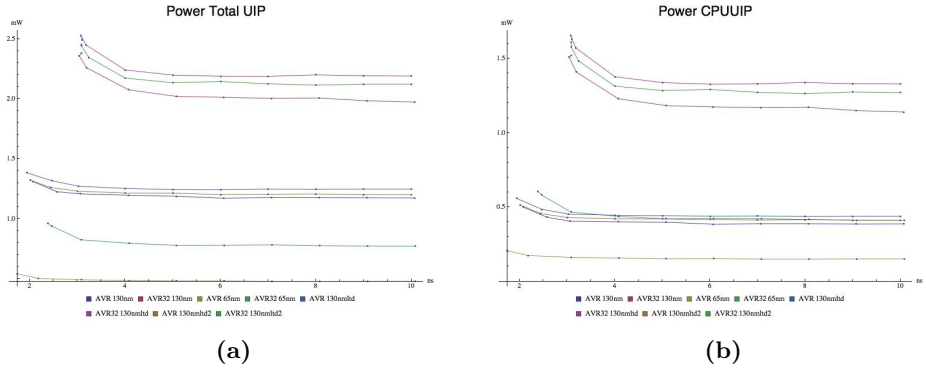 Power Total UIP
mW
2.5
2.0
1.5
1.0
2
4
6
8
10
ns
AVR 130nm AVR32 130nm AVR 65nm AVR32 65nm AVR 130nmltd
AVR32 130nmltd AVR 130nmltd2 AVR32 130nmltd2
(a)
Power CPUUIP
mW
1.5
1.0
0.5
2
4
6
8
10
ns
AVR 130nm AVR32 130nm AVR 65nm AVR32 65nm AVR 130nmltd
AVR32 130nmltd AVR 130nmltd2 AVR32 130nmltd2
(b)